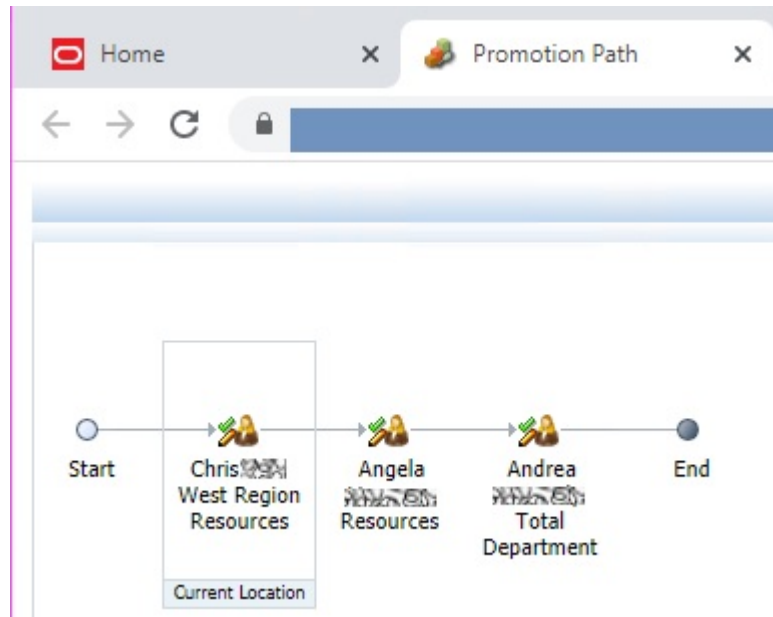 Home
Promotion Path
Start
Chris
West Region
Resources
Current Location
Angela
Resources
Andrea
Total
Department
End